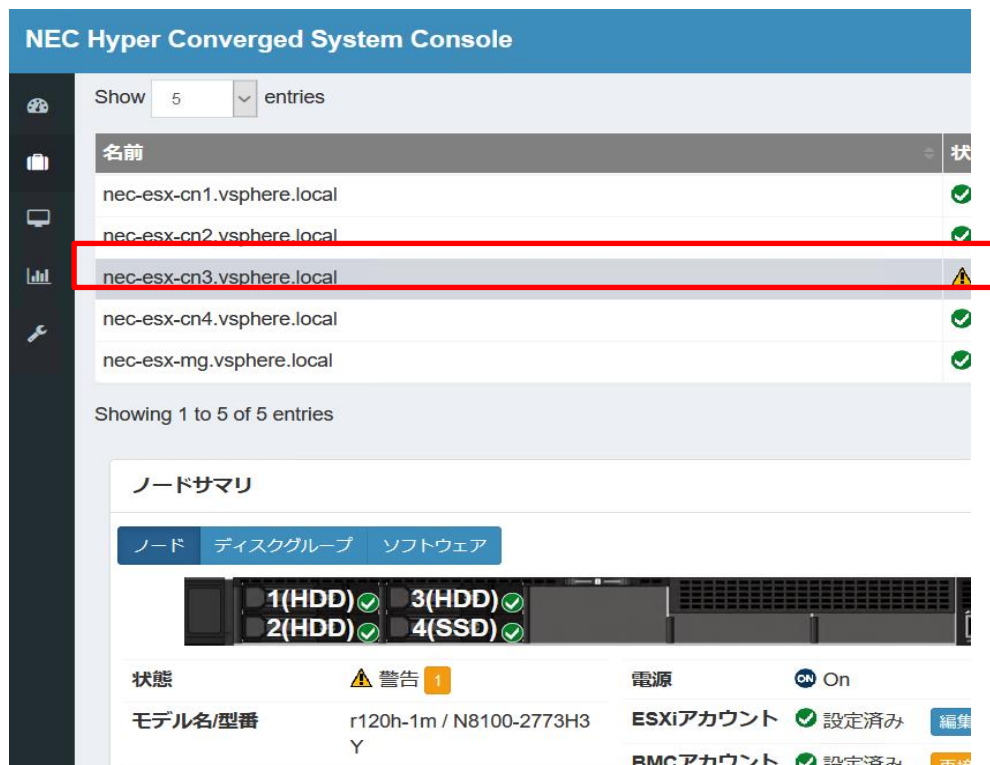 NEC Hyper Converged System Console
Show 5 entries
名前 状
nec-esx-cn1.vsphere.local
nec-esx-cn2.vsphere.local
nec-esx-cn3.vsphere.local
nec-esx-cn4.vsphere.local
nec-esx-mg.vsphere.local
Showing 1 to 5 of 5 entries
ノードサマリ
ノード ディスクグループ ソフトウェア
1(HDD) 3(HDD)
2(HDD) 4(SSD)
状態 警告 1 電源 ON On
モデル名/型番 r120h-1m / N8100-2773H3
Y
ESXiアカウント 設定済み 編集
BMCアカウント 設定済み